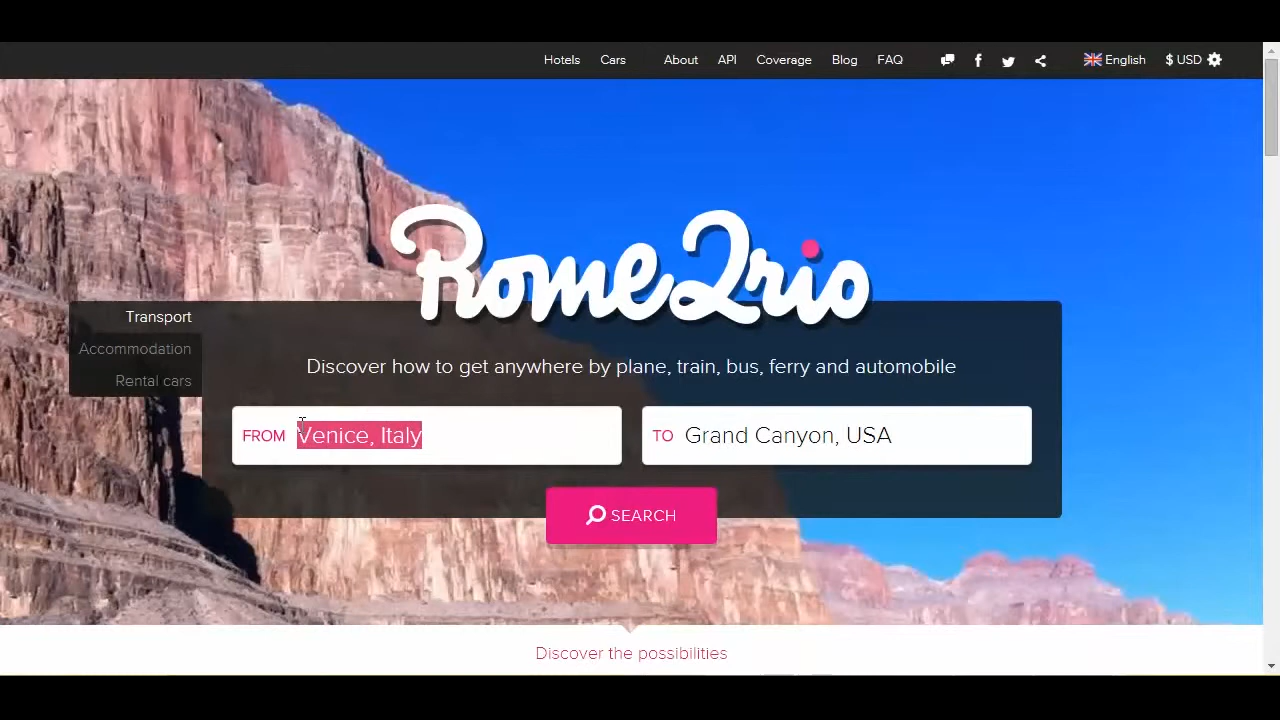 Hotels Cars About API Coverage Blog FAQ English $ USD
Rome2rio
Transport
Accommodation
Rental cars
Discover how to get anywhere by plane, train, bus, ferry and automobile
FROM Venice, Italy
TO Grand Canyon, USA
SEARCH
Discover the possibilities